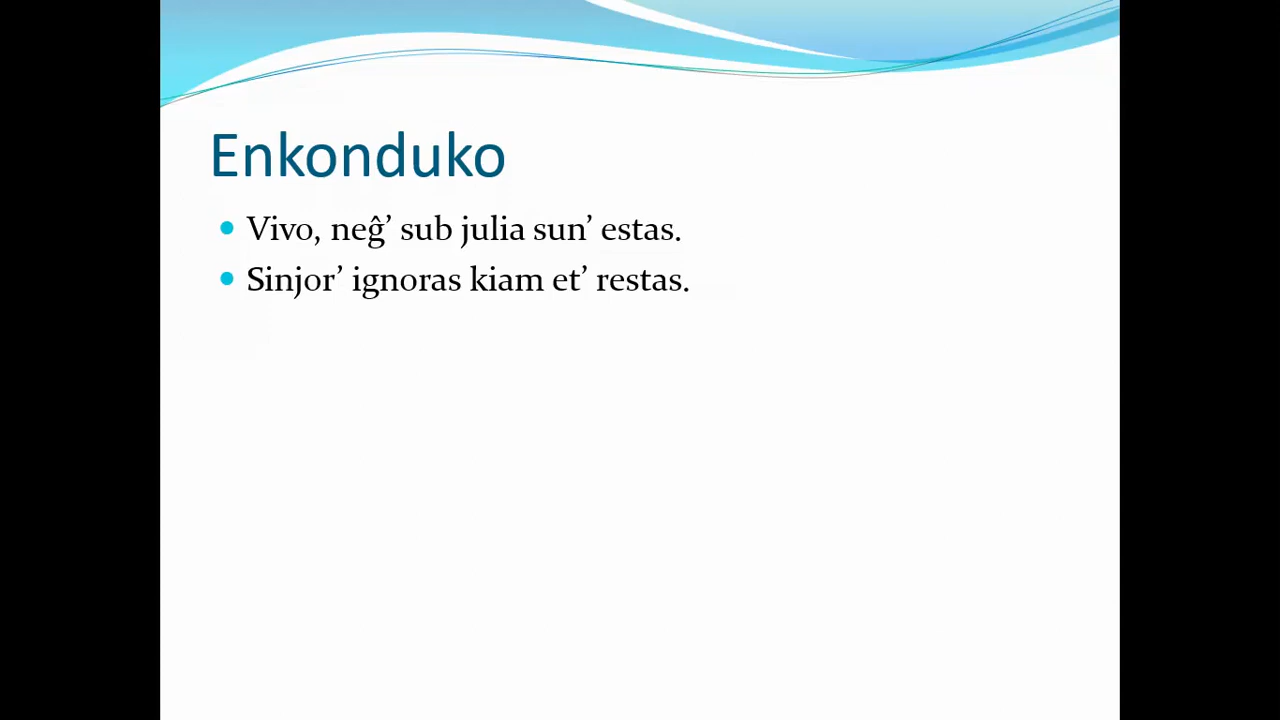 Enkonduko
• Vivo, neĝ’ sub julia sun’ estas.
• Sinjor’ ignoras kiam et’ restas.